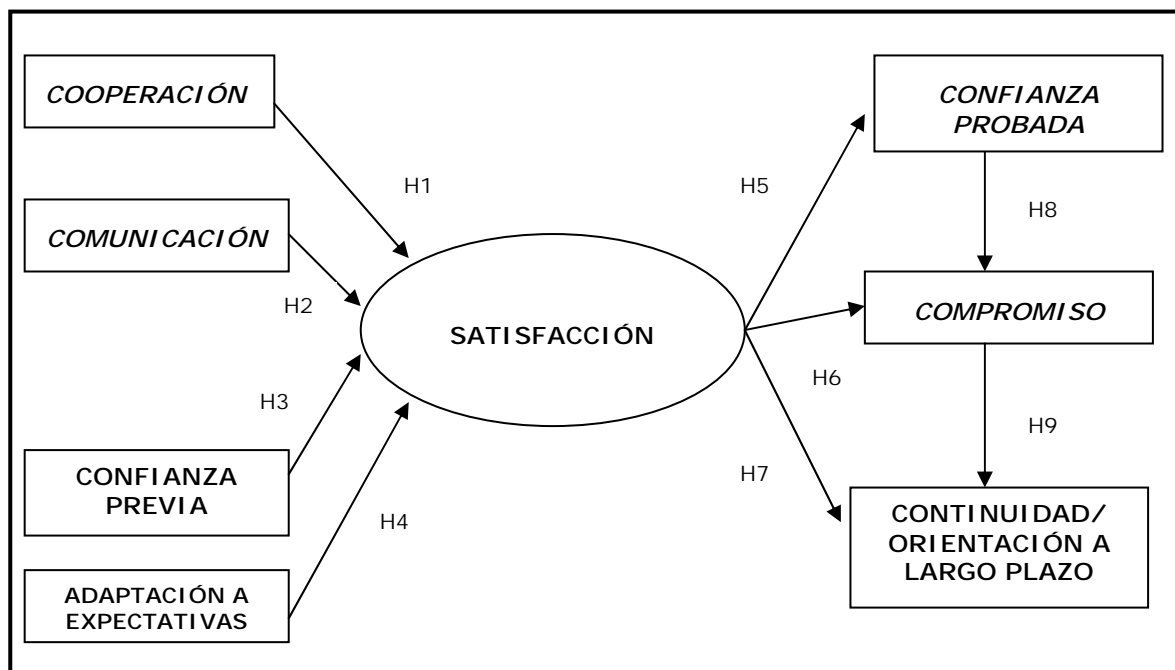 COOPERACIÓN
H1
COMUNICACIÓN
H2
H3
CONFIANZA
PREVIA
H4
ADAPTACIÓN A
EXPECTATIVAS
SATISFACCIÓN
H5
H6
H7
CONFIANZA
PROBADA
H8
COMPROMISO
H9
CONTINUIDAD/
ORIENTACIÓN A
LARGO PLAZO